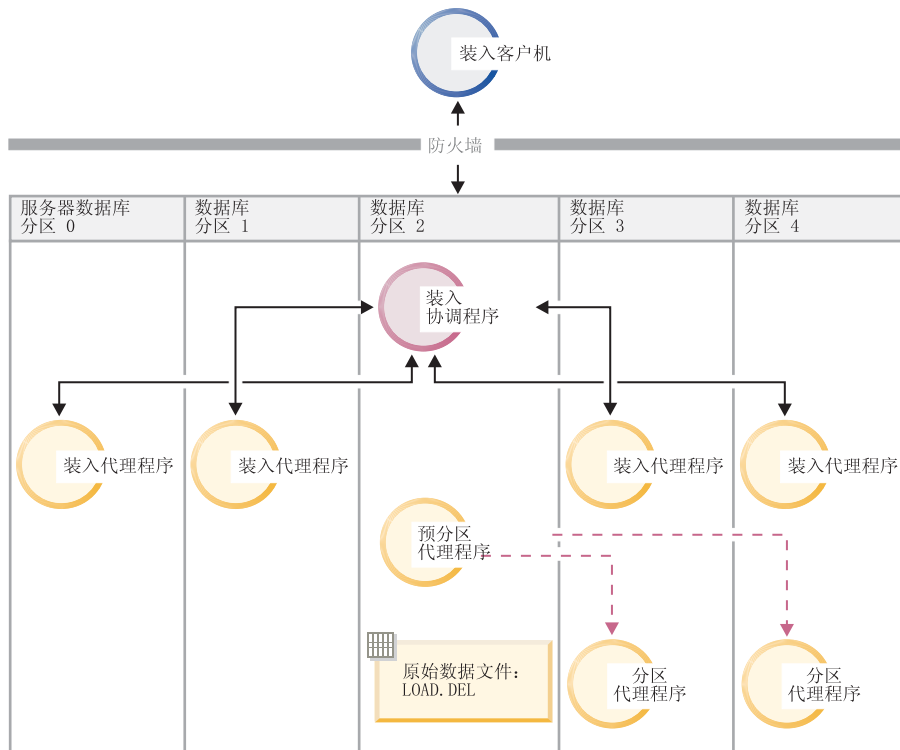 装入客户机
防火墙
服务器数据库
分区 0
数据库
分区 1
数据库
分区 2
数据库
分区 3
数据库
分区 4
装入
协调程序
装入代理程序
装入代理程序
装入代理程序
装入代理程序
预分区
代理程序
原始数据文件：
LOAD.DEL
分区
代理程序
分区
代理程序